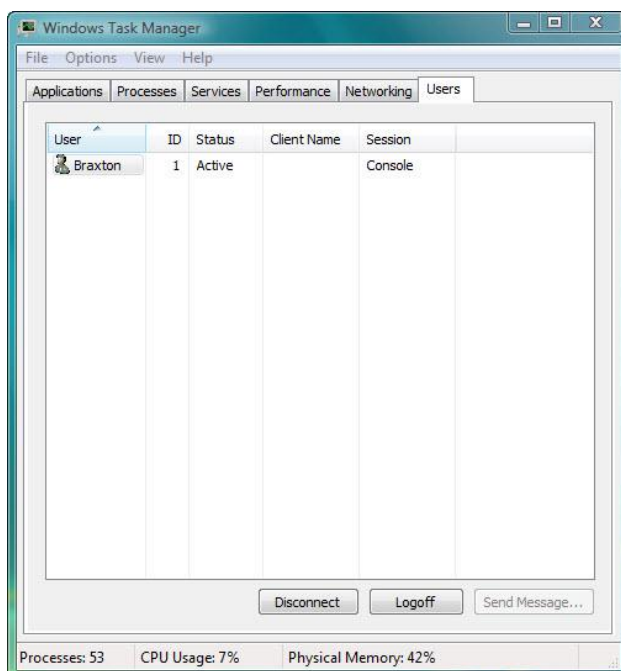 Windows Task Manager
File Options View Help
Applications Processes Services Performance Networking Users
User ID Status Client Name Session
Braxton 1 Active Console
Disconnect Logoff Send Message...
Processes: 53 CPU Usage: 7% Physical Memory: 42%